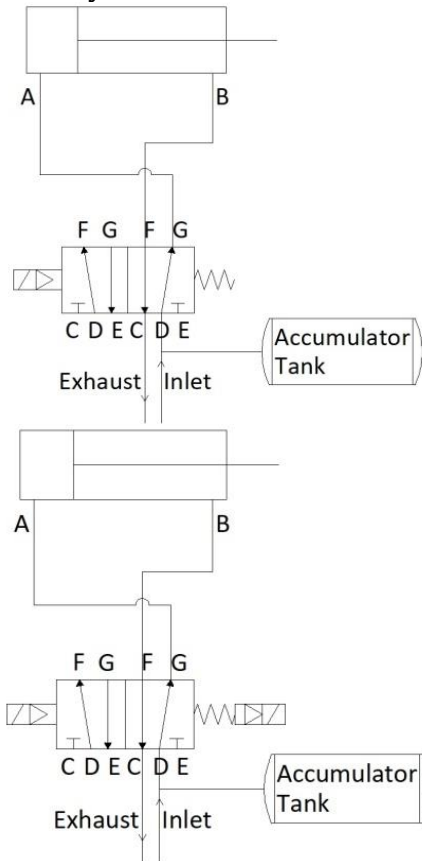 A
B
F G F G
C D E C D E
Accumulator
Tank
Exhaust Inlet
A
B
F G F G
C D E C D E
Accumulator
Tank
Exhaust Inlet